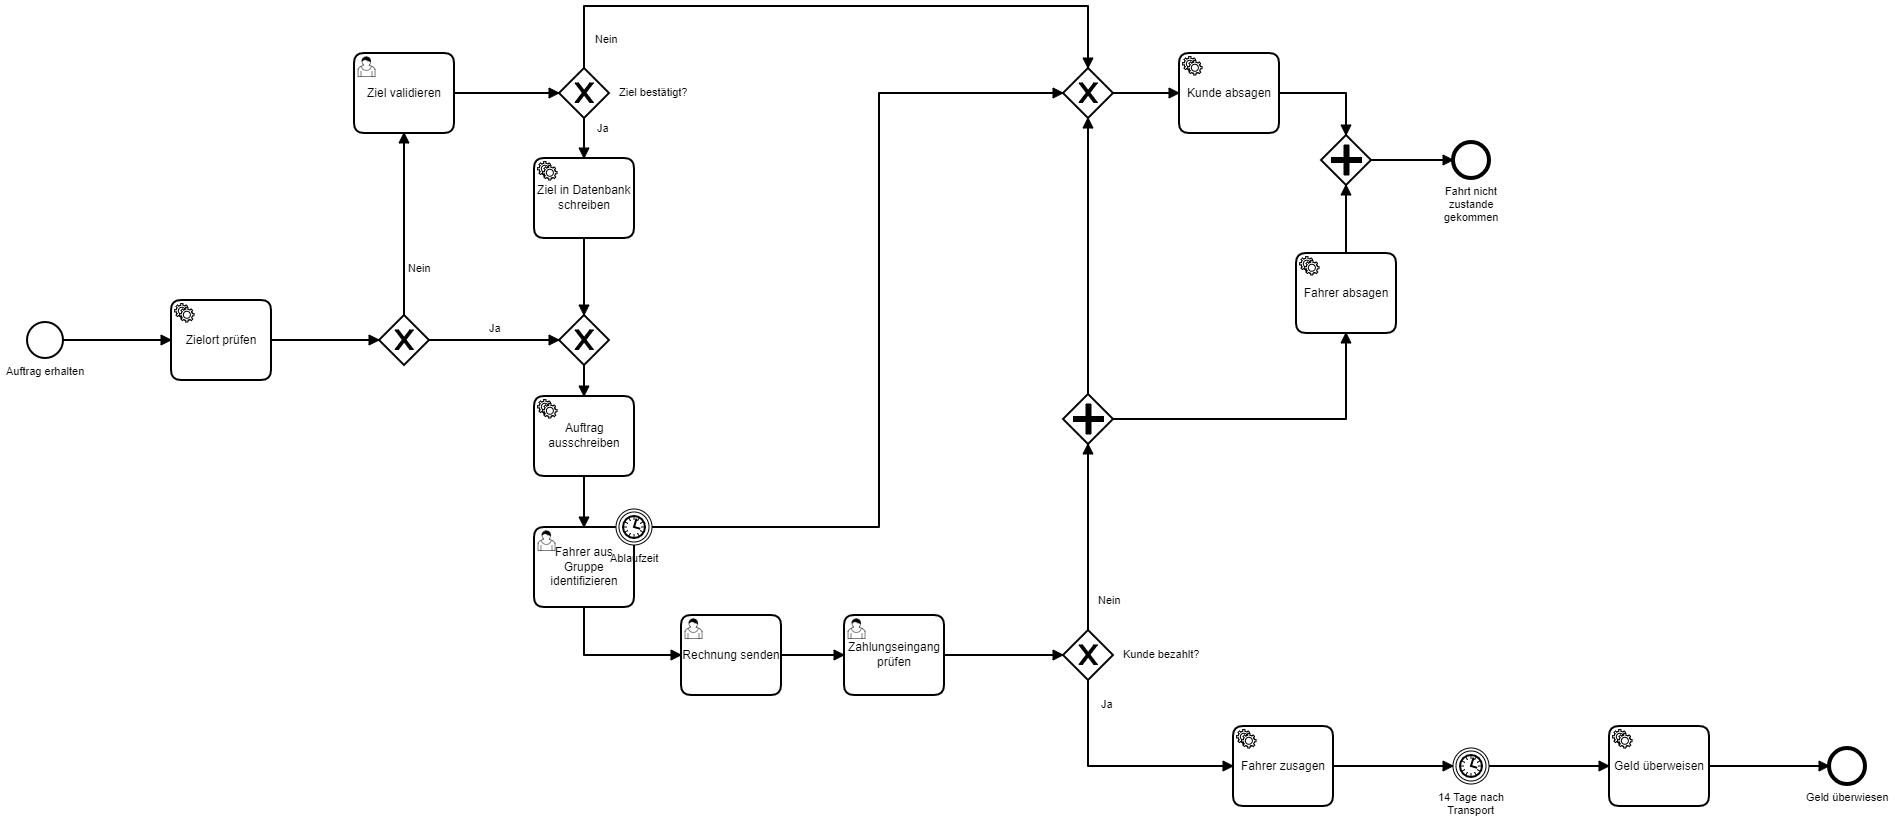 Nein
Ziel validieren
Ziel bestätigt?
Kunde absagen
Ja
Ziel in Datenbank
schreiben
Fahrt nicht
zustande
gekommen
Nein
Fahrer absagen
Ja
Zielort prüfen
Auftrag erhalten
Auftrag
ausschreiben
Fahrer aus
Gruppe
identifizieren
Ablaufzeit
Nein
Rechnung senden
Zahlungseingang
prüfen
Kunde bezahlt?
Ja
Fahrer zusagen
14 Tage nach
Transport
Geld überweisen
Geld überwiesen